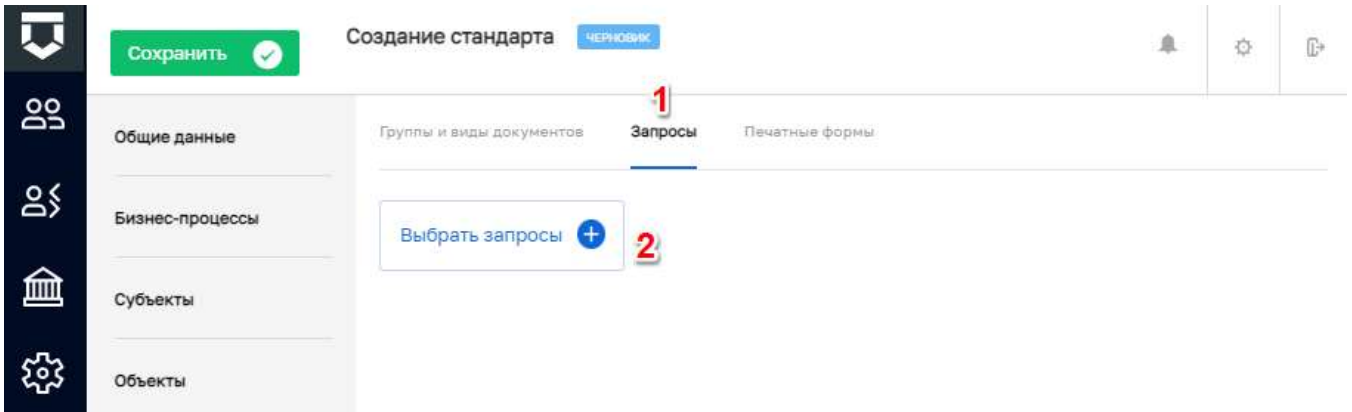 Сохранить
Создание стандарта
ЧЕРНОВИК
1
Общие данные
Группы и виды документов
Запросы
Печатные формы
Бизнес-процессы
Выбрать запросы
2
Субъекты
Объекты